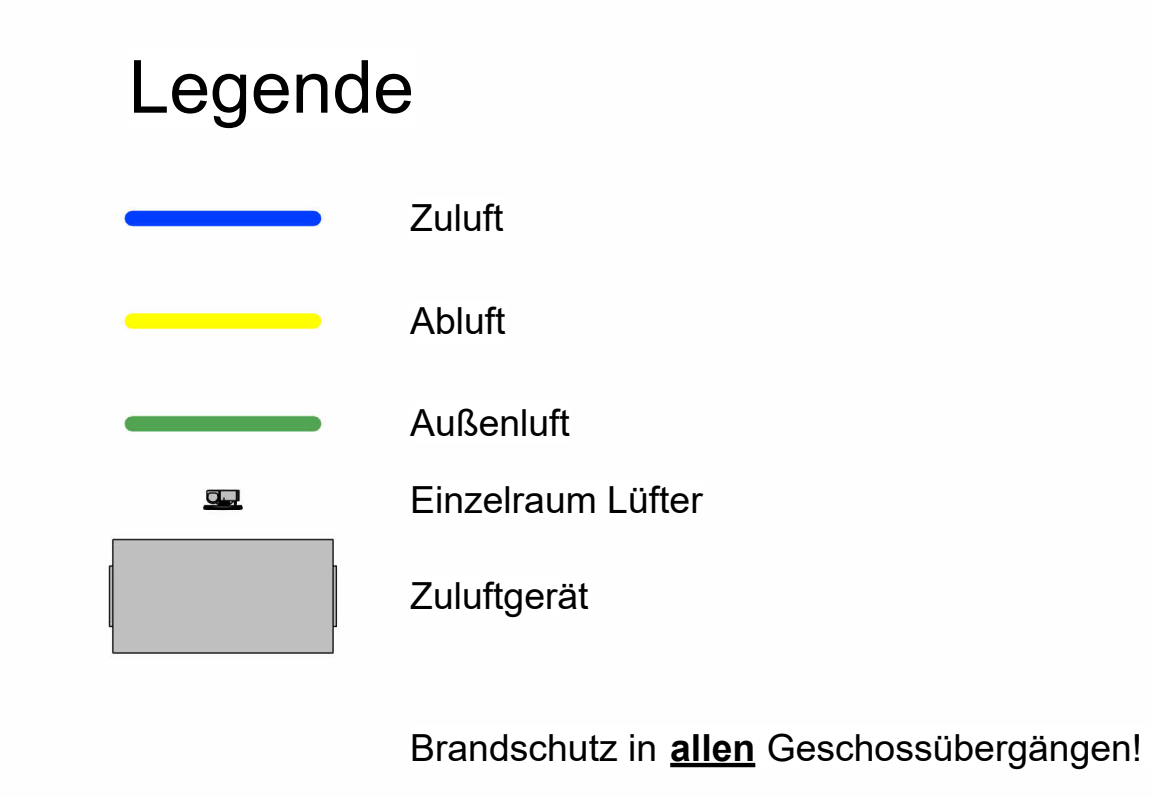 Legende
Zuluft
Abluft
Außenluft
Einzelraum Lüfter
Zuluftgerät
Brandschutz in allen Geschossübergängen!